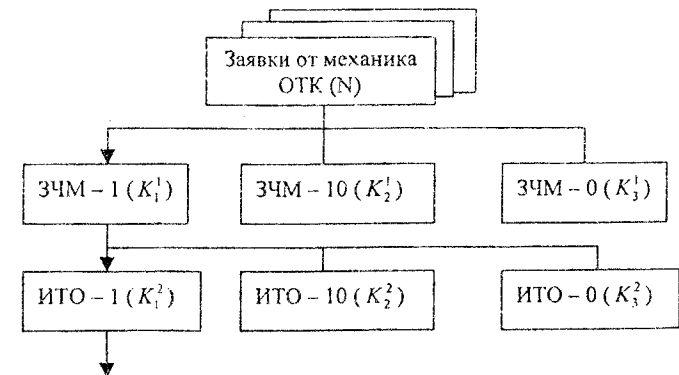 Заявки от механика
ОТК (N)
ЗЧМ – 1 (K₁¹)
ЗЧМ – 10 (K₂¹)
ЗЧМ – 0 (K₃¹)
ИТО – 1 (K₁²)
ИТО – 10 (K₂²)
ИТО – 0 (K₃²)